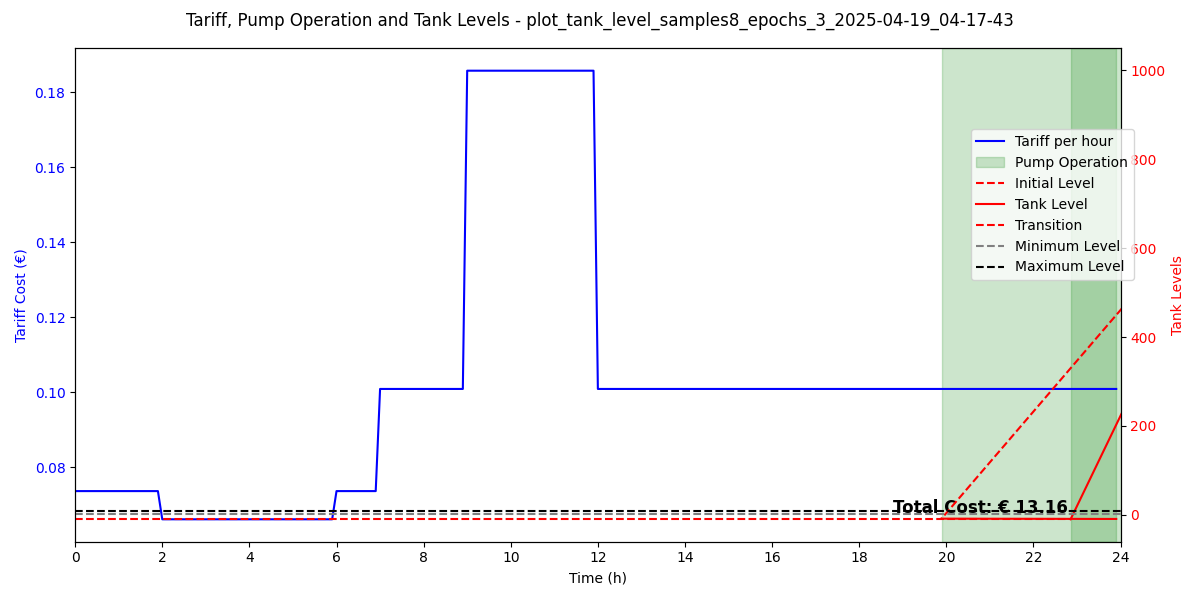 Tariff, Pump Operation and Tank Levels - plot_tank_level_samples8_epochs_3_2025-04-19_04-17-43
0.18
0.16
0.14
0.12
0.10
0.08
Tariff Cost (€)
1000
800
600
400
200
0
Tank Levels
Tariff per hour
Pump Operation
Initial Level
Tank Level
Transition
Minimum Level
Maximum Level
Total Cost: € 13.16
0 2 4 6 8 10 12 14 16 18 20 22 24
Time (h)